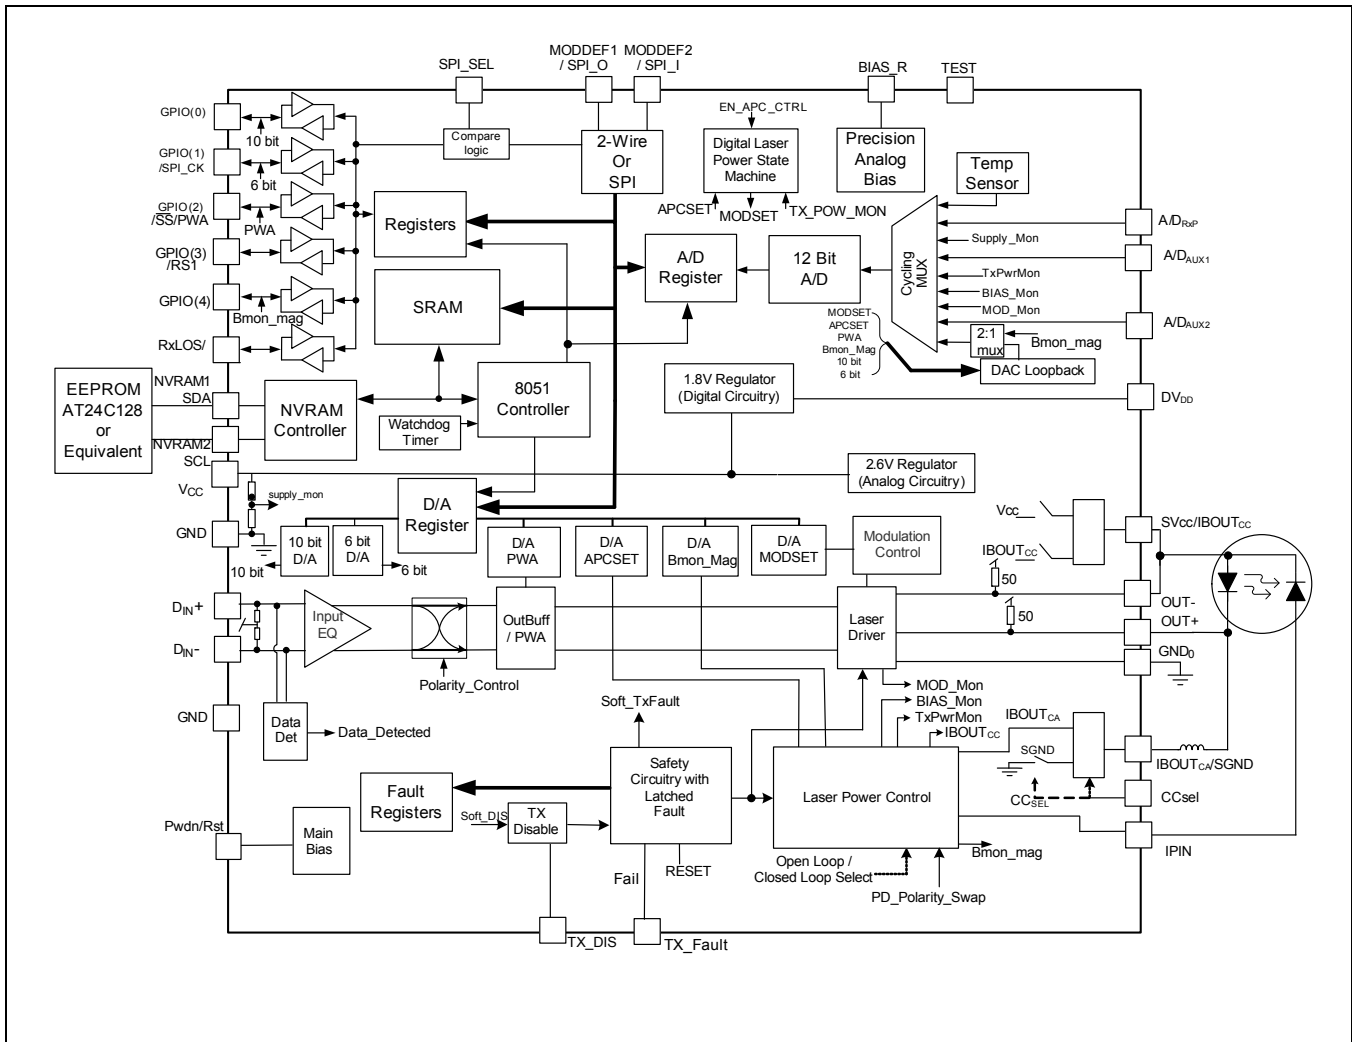 MODDEF1 MODDEF2
SPI_SEL / SPI_O / SPI_I BIAS_R TEST
GPIO(0)
10 bit
GPIO(1)
/SPI_CK
6 bit
GPIO(2)
/SS/PWA
PWA
GPIO(3)
/RS1
GPIO(4)
Bmon_mag
RxLOS/
Compare
logic
2-Wire
Or
SPI
EN_APC_CTRL
Digital Laser
Power State
Machine
APCSET
MODSET
TX_POW_MON
Precision
Analog
Bias
Temp
Sensor
Registers
SRAM
A/D
Register
12 Bit
A/D
Cycling
MUX
Supply_Mon
TxPwrMon
BIAS_Mon
MOD_Mon
A/DRxP
A/DAUX1
A/DAUX2
MODSET
APCSET
PWA
Bmon_Mag
10 bit
6 bit
2:1
mux
Bmon_mag
DAC Loopback
EEPROM
AT24C128
or
Equivalent
NVRAM1
SDA
NVRAM2
SCL
NVRAM
Controller
8051
Controller
Watchdog
Timer
1.8V Regulator
(Digital Circuitry)
DVDD
2.6V Regulator
(Analog Circuitry)
VCC
supply_mon
GND
D/A
Register
10 bit
D/A
10 bit
6 bit
D/A
6 bit
D/A
PWA
D/A
APCSET
D/A
Bmon_Mag
D/A
MODSET
Modulation
Control
Vcc
IBOUTCC
SVcc/IBOUTCC
50
50
OUT-
OUT+
GND0
DIN+
DIN-
Input
EQ
Polarity_Control
OutBuff
/ PWA
Laser
Driver
MOD_Mon
BIAS_Mon
TxPwrMon
IBOUTCC
GND
Data
Det
Data_Detected
Soft_TxFault
Safety
Circuitry with
Latched
Fault
Laser Power Control
IBOUTCA
SGND
CCSEL
IBOUTCA/SGND
CCsel
IPIN
Fault
Registers
Soft_DIS
TX
Disable
Pwdn/Rst
Main
Bias
Fail
RESET
Open Loop /
Closed Loop Select
Bmon_mag
PD_Polarity_Swap
TX_DIS
TX_Fault